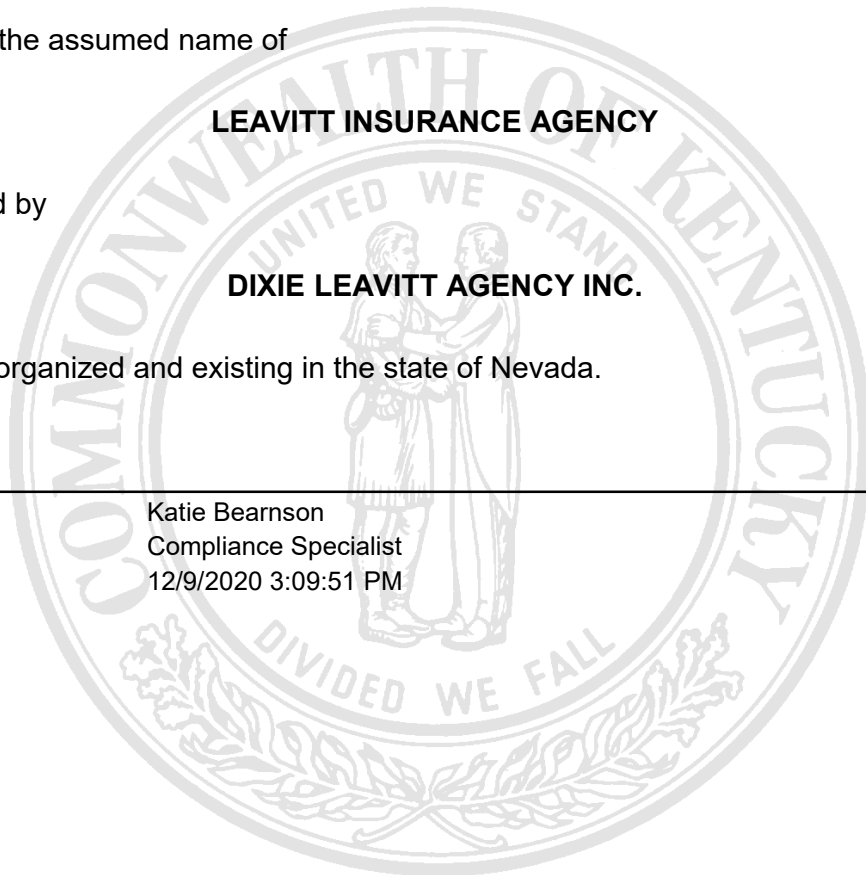 the assumed name of
LEAVITT INSURANCE AGENCY
d by
DIXIE LEAVITT AGENCY INC.
organized and existing in the state of Nevada.
Katie Bearnson
Compliance Specialist
12/9/2020 3:09:51 PM
COMMONWEALTH OF KENTUCKY
UNITED WE STAND
DIVIDED WE FALL